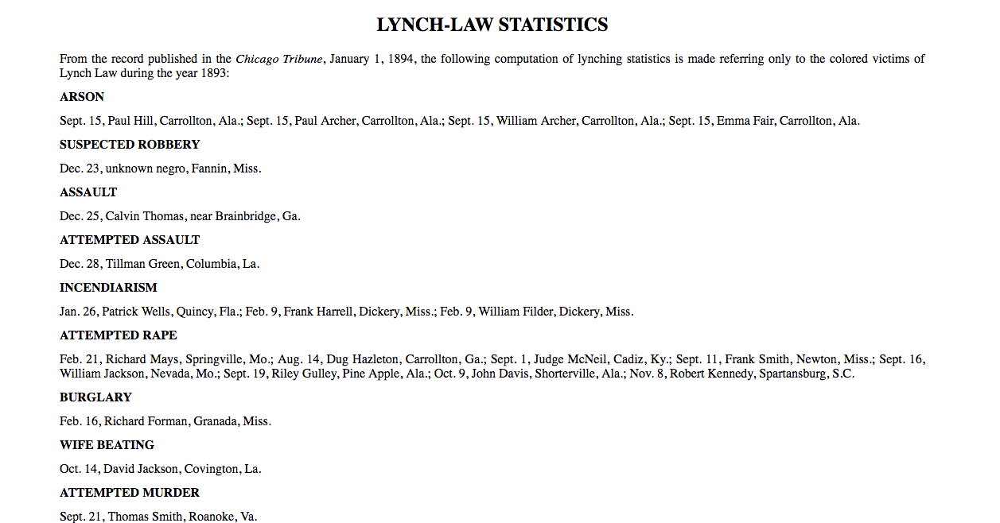 LYNCH-LAW STATISTICS
From the record published in the Chicago Tribune, January 1, 1894, the following computation of lynching statistics is made referring only to the colored victims of
Lynch Law during the year 1893:
ARSON
Sept. 15, Paul Hill, Carrollton, Ala.; Sept. 15, Paul Archer, Carrollton, Ala.; Sept. 15, William Archer, Carrollton, Ala.; Sept. 15, Emma Fair, Carrollton, Ala.
SUSPECTED ROBBERY
Dec. 23, unknown negro, Fannin, Miss.
ASSAULT
Dec. 25, Calvin Thomas, near Brainbridge, Ga.
ATTEMPTED ASSAULT
Dec. 28, Tillman Green, Columbia, La.
INCENDIARISM
Jan. 26, Patrick Wells, Quincy, Fla.; Feb. 9, Frank Harrell, Dickery, Miss.; Feb. 9, William Filder, Dickery, Miss.
ATTEMPTED RAPE
Feb. 21, Richard Mays, Springville, Mo.; Aug. 14, Dug Hazleton, Carrollton, Ga.; Sept. 1, Judge McNeil, Cadiz, Ky.; Sept. 11, Frank Smith, Newton, Miss.; Sept. 16,
William Jackson, Nevada, Mo.; Sept. 19, Riley Gulley, Pine Apple, Ala.; Oct. 9, John Davis, Shorterville, Ala.; Nov. 8, Robert Kennedy, Spartansburg, S.C.
BURGLARY
Feb. 16, Richard Forman, Granada, Miss.
WIFE BEATING
Oct. 14, David Jackson, Covington, La.
ATTEMPTED MURDER
Sept. 21, Thomas Smith, Roanoke, Va.